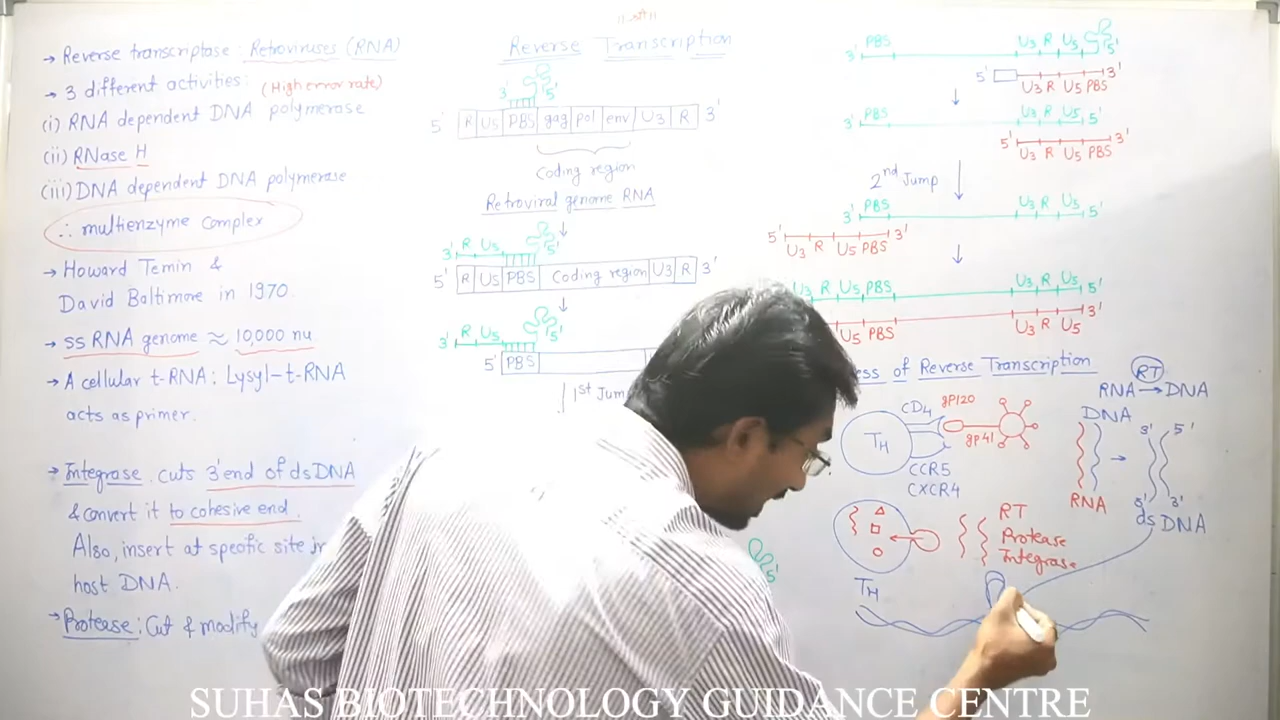 ॥ श्री ॥
→ Reverse transcriptase : Retroviruses (RNA)
→ 3 different activities: (High error rate)
(i) RNA dependent DNA polymerase
(ii) RNase H
(iii) DNA dependent DNA polymerase
∴ multienzyme complex
→ Howard Temin &
David Baltimore in 1970.
→ ss RNA genome ≈ 10,000 nu
→ A cellular t-RNA: Lysyl-t-RNA
acts as primer.
→ Integrase cuts 3' end of dsDNA
& convert it to cohesive end.
Also, insert at specific site in
host DNA.
→ Protease: Cut & modify
Reverse Transcription
3' 5'
5' R U5 PBS gag pol env U3 R 3'
Coding region
Retroviral genome RNA
3' R U5 5'
5' R U5 PBS Coding region U3 R 3'
3' R U5 5'
5' PBS
1st Jum
5'
3' PBS U3 R U5 5'
5' U3 R U5 PBS 3'
3' PBS U3 R U5 5'
5' U3 R U5 PBS 3'
2nd Jump
3' PBS U3 R U5 5'
5' U3 R U5 PBS 3'
U3 R U5 PBS U3 R U5 5'
U5 PBS U3 R U5 3'
ess of Reverse Transcription
RT
RNA → DNA
TH CD4 gp120
gp41
CCR5
CXCR4
DNA
RNA
3' 5'
5' 3'
ds DNA
RT
Protease
Integrase
TH
SUHAS BIOTECHNOLOGY GUIDANCE CENTRE